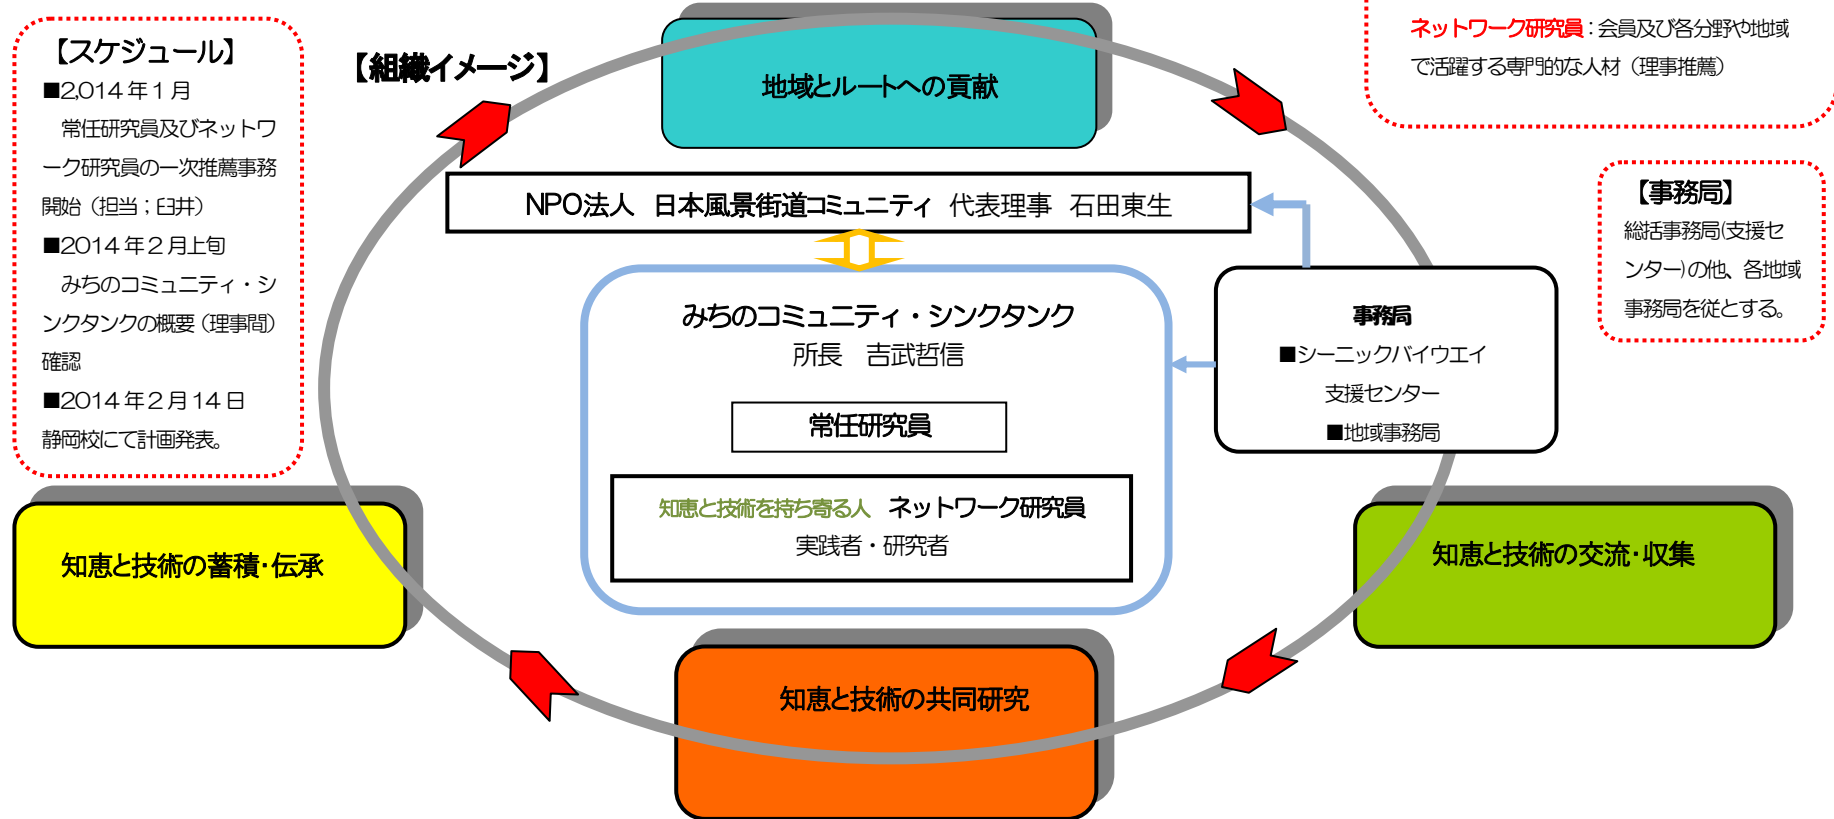 【スケジュール】
■2,014年1月
常任研究員及びネットワ
ーク研究員の一次推薦事務
開始（担当；臼井）
■2014年2月上旬
みちのコミュニティ・シ
ンクタンクの概要（理事間）
確認
■2014年2月14日
静岡校にて計画発表。
【組織イメージ】
地域とルートへの貢献
ネットワーク研究員：会員及び各分野や地域
で活躍する専門的な人材（理事推薦）
NPO法人　日本風景街道コミュニティ　代表理事　石田東生
【事務局】
総括事務局(支援セ
ンター)の他、各地域
事務局を従とする。
みちのコミュニティ・シンクタンク
所長　吉武哲信
常任研究員
知恵と技術を持ち寄る人　ネットワーク研究員
実践者・研究者
事務局
■シーニックバイウエイ
支援センター
■地域事務局
知恵と技術の蓄積・伝承
知恵と技術の交流・収集
知恵と技術の共同研究